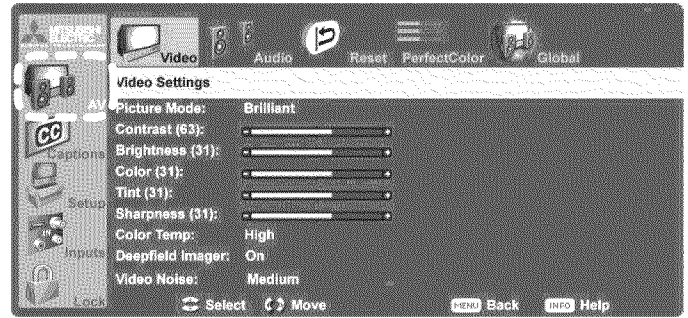 Video
Audio
Reset
PerfectColor
Global
AV
CC
Captions
Setup
IN
Inputs
Lock
Video Settings
Picture Mode: Brilliant
Contrast (63):
Brightness (31):
Color (31):
Tint (31):
Sharpness (31):
Color Temp: High
Deepfield Imager: On
Video Noise: Medium
Select Move MENU Back INFO Help